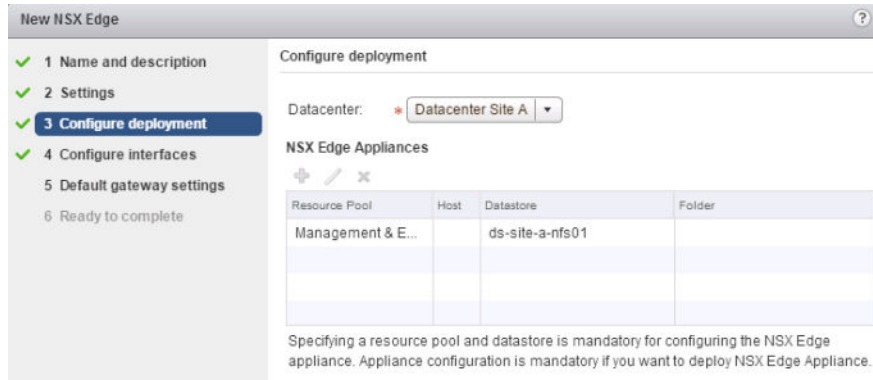 New NSX Edge
?
1 Name and description
2 Settings
3 Configure deployment
4 Configure interfaces
5 Default gateway settings
6 Ready to complete
Configure deployment
Datacenter: * Datacenter Site A
NSX Edge Appliances
Resource Pool Host Datastore Folder
Management & E... ds-site-a-nfs01
Specifying a resource pool and datastore is mandatory for configuring the NSX Edge
appliance. Appliance configuration is mandatory if you want to deploy NSX Edge Appliance.